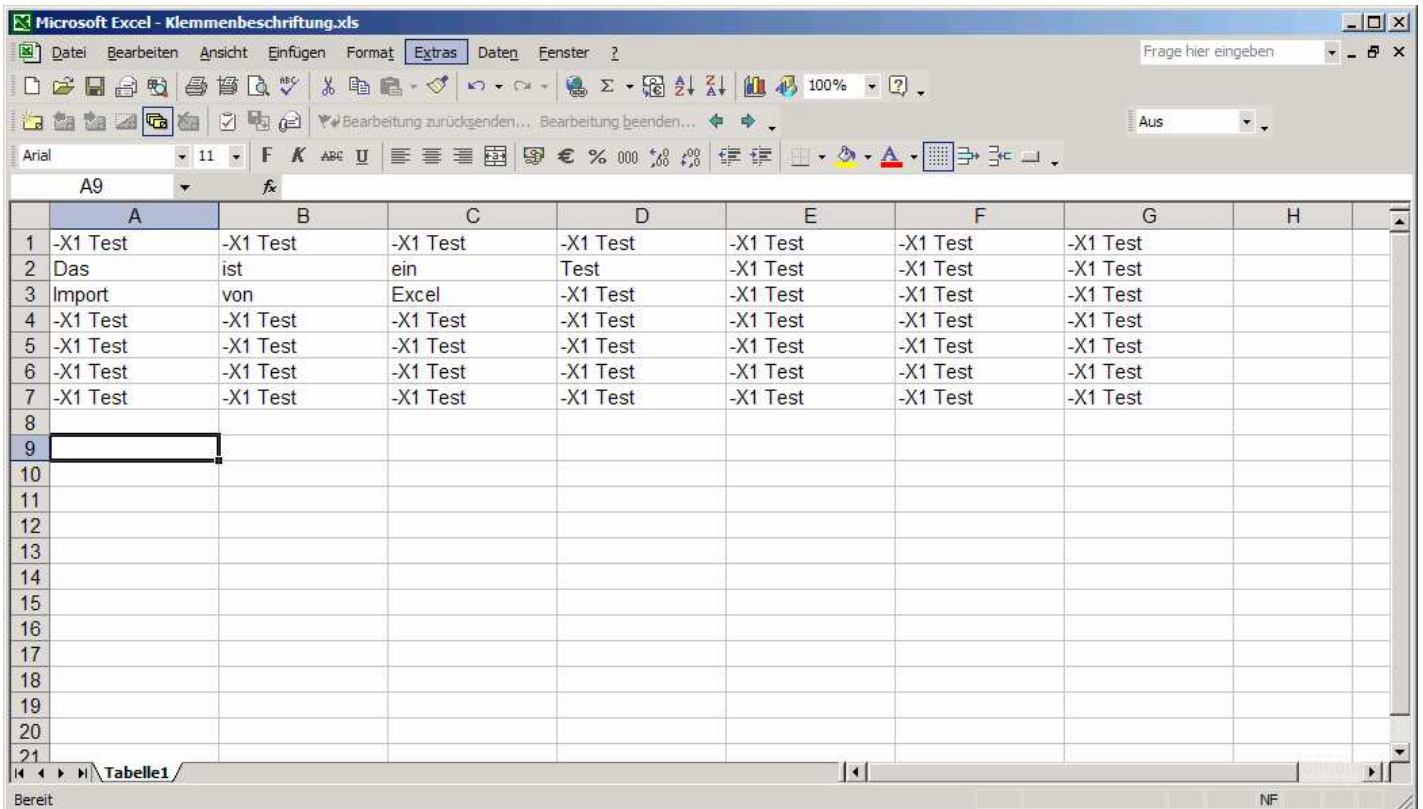 Microsoft Excel - Klemmenbeschriftung.xls
Datei Bearbeiten Ansicht Einfügen Format Extras Daten Fenster ? Frage hier eingeben
100%
Bearbeitung zurücksenden... Bearbeitung beenden... Aus
Arial 11 F K ABC U € % 000
A9 fx
A B C D E F G H
1 -X1 Test -X1 Test -X1 Test -X1 Test -X1 Test -X1 Test -X1 Test
2 Das ist ein Test -X1 Test -X1 Test -X1 Test
3 Import von Excel -X1 Test -X1 Test -X1 Test -X1 Test
4 -X1 Test -X1 Test -X1 Test -X1 Test -X1 Test -X1 Test -X1 Test
5 -X1 Test -X1 Test -X1 Test -X1 Test -X1 Test -X1 Test -X1 Test
6 -X1 Test -X1 Test -X1 Test -X1 Test -X1 Test -X1 Test -X1 Test
7 -X1 Test -X1 Test -X1 Test -X1 Test -X1 Test -X1 Test -X1 Test
8
9
10
11
12
13
14
15
16
17
18
19
20
21
Tabelle1
Bereit NF